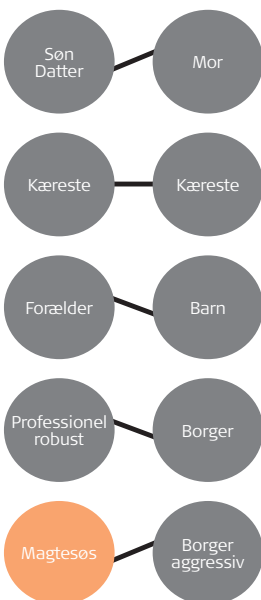 Søn
Datter
Mor
Kæreste
Kæreste
Forælder
Barn
Professionel
robust
Borger
Magtesøs
Borger
aggressiv